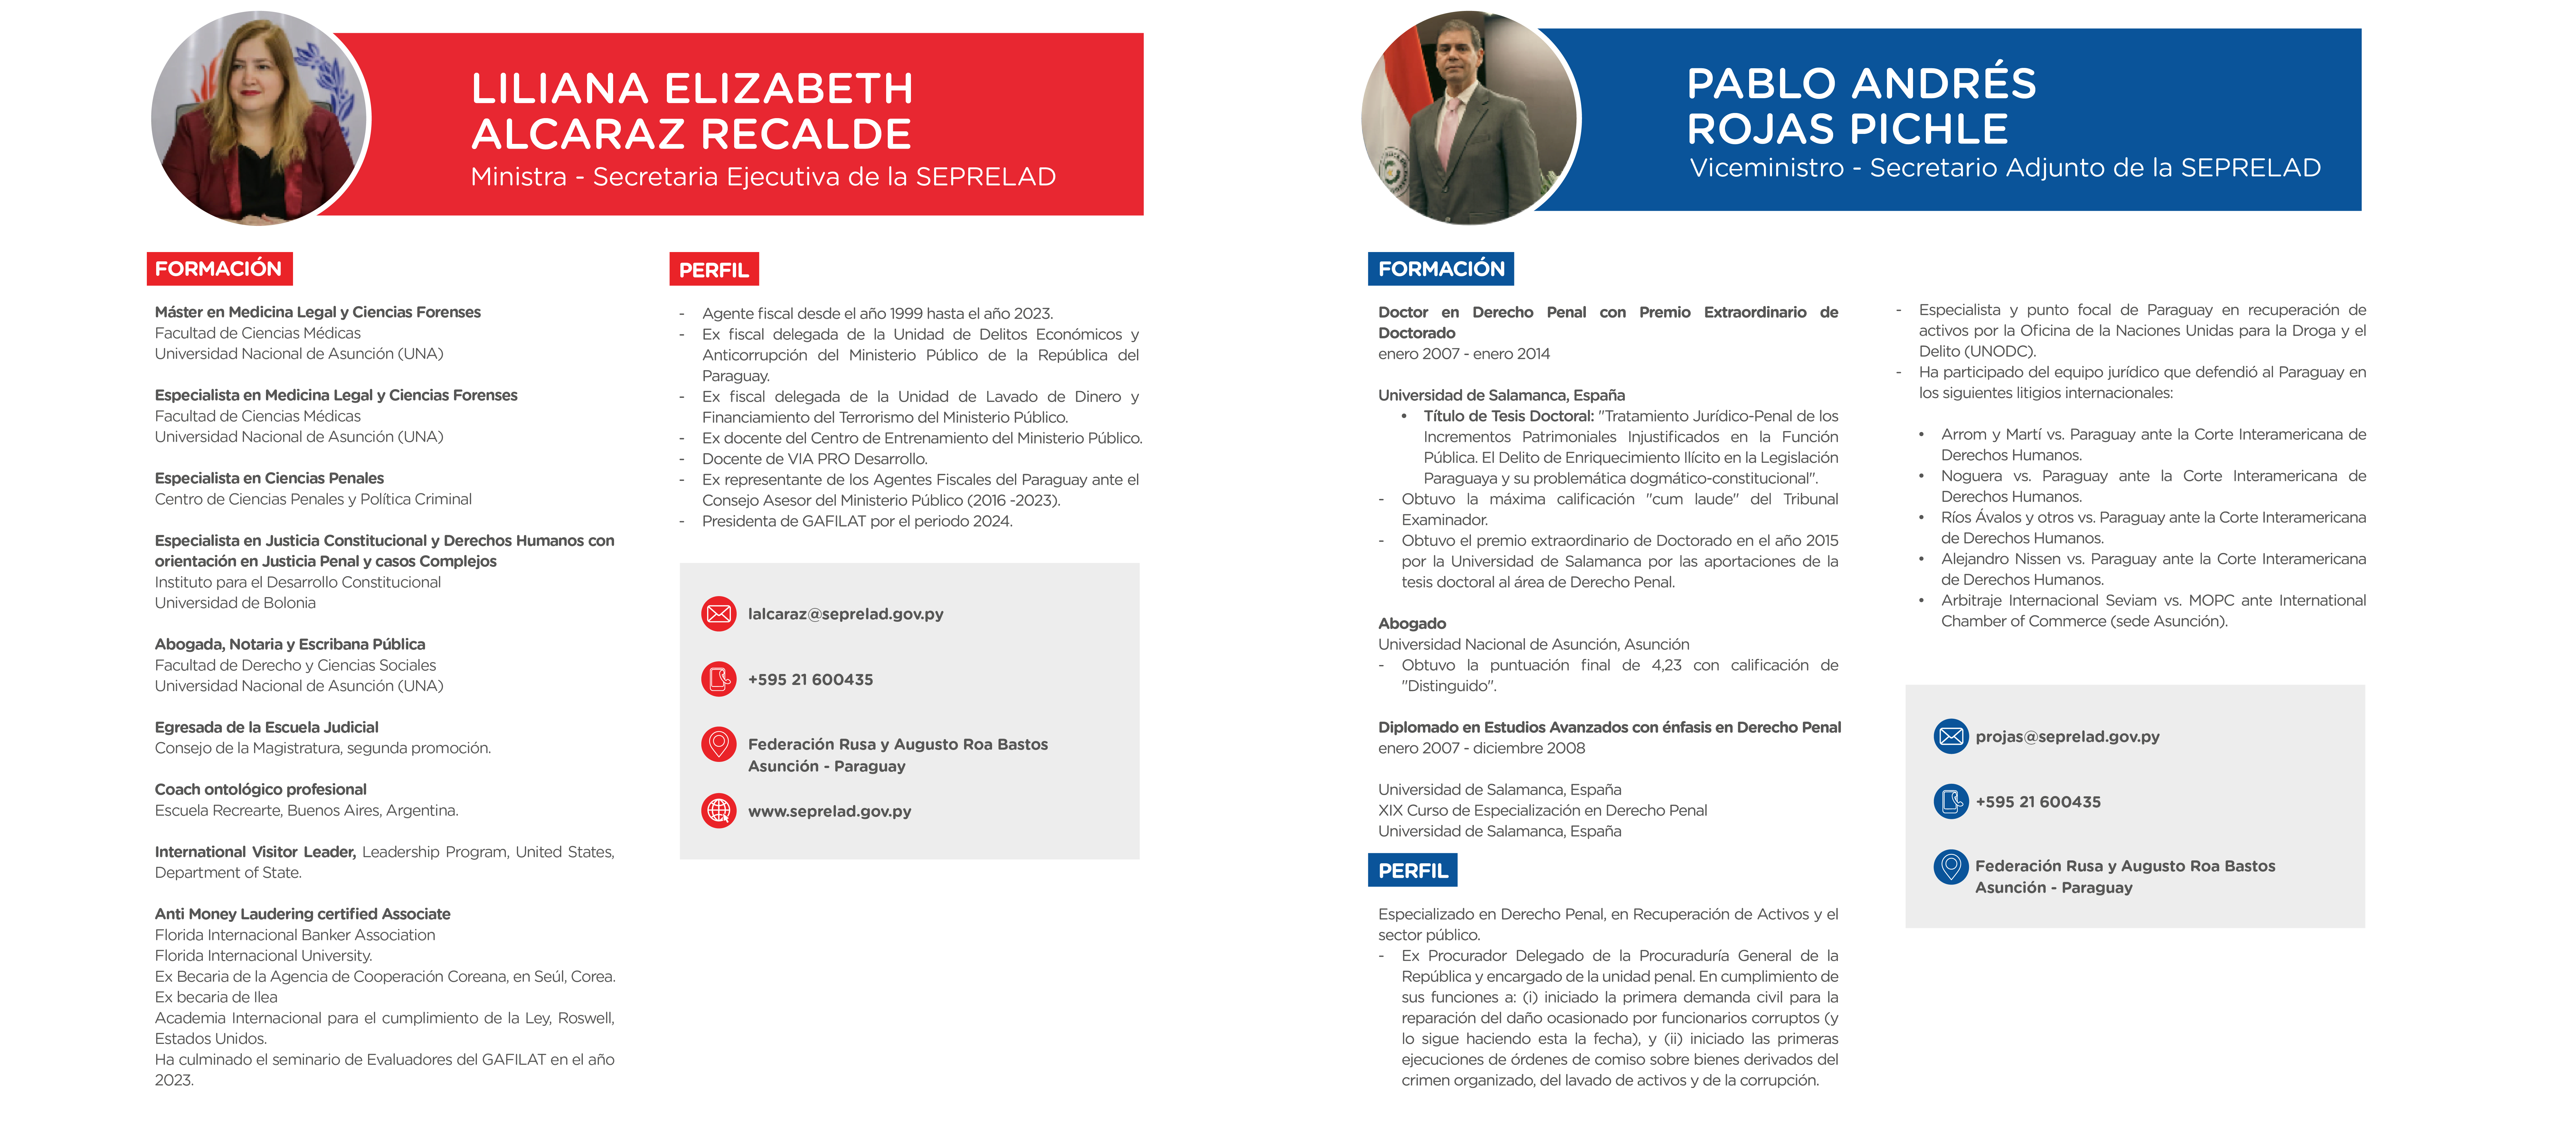 LILIANA ELIZABETH
ALCARAZ RECALDE
Ministra - Secretaria Ejecutiva de la SEPRELAD
FORMACIÓN
Máster en Medicina Legal y Ciencias Forenses
Facultad de Ciencias Médicas
Universidad Nacional de Asunción (UNA)
Especialista en Medicina Legal y Ciencias Forenses
Facultad de Ciencias Médicas
Universidad Nacional de Asunción (UNA)
Especialista en Ciencias Penales
Centro de Ciencias Penales y Política Criminal
Especialista en Justicia Constitucional y Derechos Humanos con
orientación en Justicia Penal y casos Complejos
Instituto para el Desarrollo Constitucional
Universidad de Bolonia
Abogada, Notaria y Escribana Pública
Facultad de Derecho y Ciencias Sociales
Universidad Nacional de Asunción (UNA)
Egresada de la Escuela Judicial
Consejo de la Magistratura, segunda promoción.
Coach ontológico profesional
Escuela Recrearte, Buenos Aires, Argentina.
International Visitor Leader, Leadership Program, United States,
Department of State.
Anti Money Laudering certified Associate
Florida Internacional Banker Association
Florida Internacional University.
Ex Becaria de la Agencia de Cooperación Coreana, en Seúl, Corea.
Ex becaria de Ilea
Academia Internacional para el cumplimiento de la Ley, Roswell,
Estados Unidos.
Ha culminado el seminario de Evaluadores del GAFILAT en el año
2023.
PERFIL
- Agente fiscal desde el año 1999 hasta el año 2023.
- Ex fiscal delegada de la Unidad de Delitos Económicos y
Anticorrupción del Ministerio Público de la República del
Paraguay.
- Ex fiscal delegada de la Unidad de Lavado de Dinero y
Financiamiento del Terrorismo del Ministerio Público.
- Ex docente del Centro de Entrenamiento del Ministerio Público.
- Docente de VIA PRO Desarrollo.
- Ex representante de los Agentes Fiscales del Paraguay ante el
Consejo Asesor del Ministerio Público (2016 -2023).
- Presidenta de GAFILAT por el periodo 2024.
lalcaraz@seprelad.gov.py
+595 21 600435
Federación Rusa y Augusto Roa Bastos
Asunción - Paraguay
www.seprelad.gov.py
PABLO ANDRÉS
ROJAS PICHLE
Viceministro - Secretario Adjunto de la SEPRELAD
FORMACIÓN
Doctor en Derecho Penal con Premio Extraordinario de
Doctorado
enero 2007 - enero 2014
Universidad de Salamanca, España
• Título de Tesis Doctoral: "Tratamiento Jurídico-Penal de los
Incrementos Patrimoniales Injustificados en la Función
Pública. El Delito de Enriquecimiento Ilícito en la Legislación
Paraguaya y su problemática dogmático-constitucional".
- Obtuvo la máxima calificación "cum laude" del Tribunal
Examinador.
- Obtuvo el premio extraordinario de Doctorado en el año 2015
por la Universidad de Salamanca por las aportaciones de la
tesis doctoral al área de Derecho Penal.
Abogado
Universidad Nacional de Asunción, Asunción
- Obtuvo la puntuación final de 4,23 con calificación de
"Distinguido".
Diplomado en Estudios Avanzados con énfasis en Derecho Penal
enero 2007 - diciembre 2008
Universidad de Salamanca, España
XIX Curso de Especialización en Derecho Penal
Universidad de Salamanca, España
PERFIL
Especializado en Derecho Penal, en Recuperación de Activos y el
sector público.
- Ex Procurador Delegado de la Procuraduría General de la
República y encargado de la unidad penal. En cumplimiento de
sus funciones a: (i) iniciado la primera demanda civil para la
reparación del daño ocasionado por funcionarios corruptos (y
lo sigue haciendo esta la fecha), y (ii) iniciado las primeras
ejecuciones de órdenes de comiso sobre bienes derivados del
crimen organizado, del lavado de activos y de la corrupción.
- Especialista y punto focal de Paraguay en recuperación de
activos por la Oficina de la Naciones Unidas para la Droga y el
Delito (UNODC).
- Ha participado del equipo jurídico que defendió al Paraguay en
los siguientes litigios internacionales:
• Arrom y Martí vs. Paraguay ante la Corte Interamericana de
Derechos Humanos.
• Noguera vs. Paraguay ante la Corte Interamericana de
Derechos Humanos.
• Ríos Ávalos y otros vs. Paraguay ante la Corte Interamericana
de Derechos Humanos.
• Alejandro Nissen vs. Paraguay ante la Corte Interamericana
de Derechos Humanos.
• Arbitraje Internacional Seviam vs. MOPC ante International
Chamber of Commerce (sede Asunción).
projas@seprelad.gov.py
+595 21 600435
Federación Rusa y Augusto Roa Bastos
Asunción - Paraguay